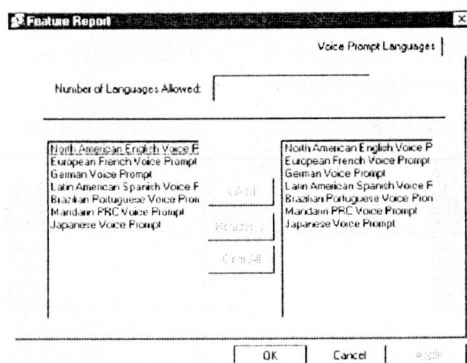 Feature Report
Voice Prompt Languages
Number of Languages Allowed:
North American English Voice P
European French Voice Prompt
German Voice Prompt
Latin American Spanish Voice P
Brazilian Portuguese Voice Pron
Mandarin PRC Voice Prompt
Japanese Voice Prompt
North American English Voice P
European French Voice Prompt
German Voice Prompt
Latin American Spanish Voice P
Brazilian Portuguese Voice Pron
Mandarin PRC Voice Prompt
Japanese Voice Prompt
OK
Cancel
Apply